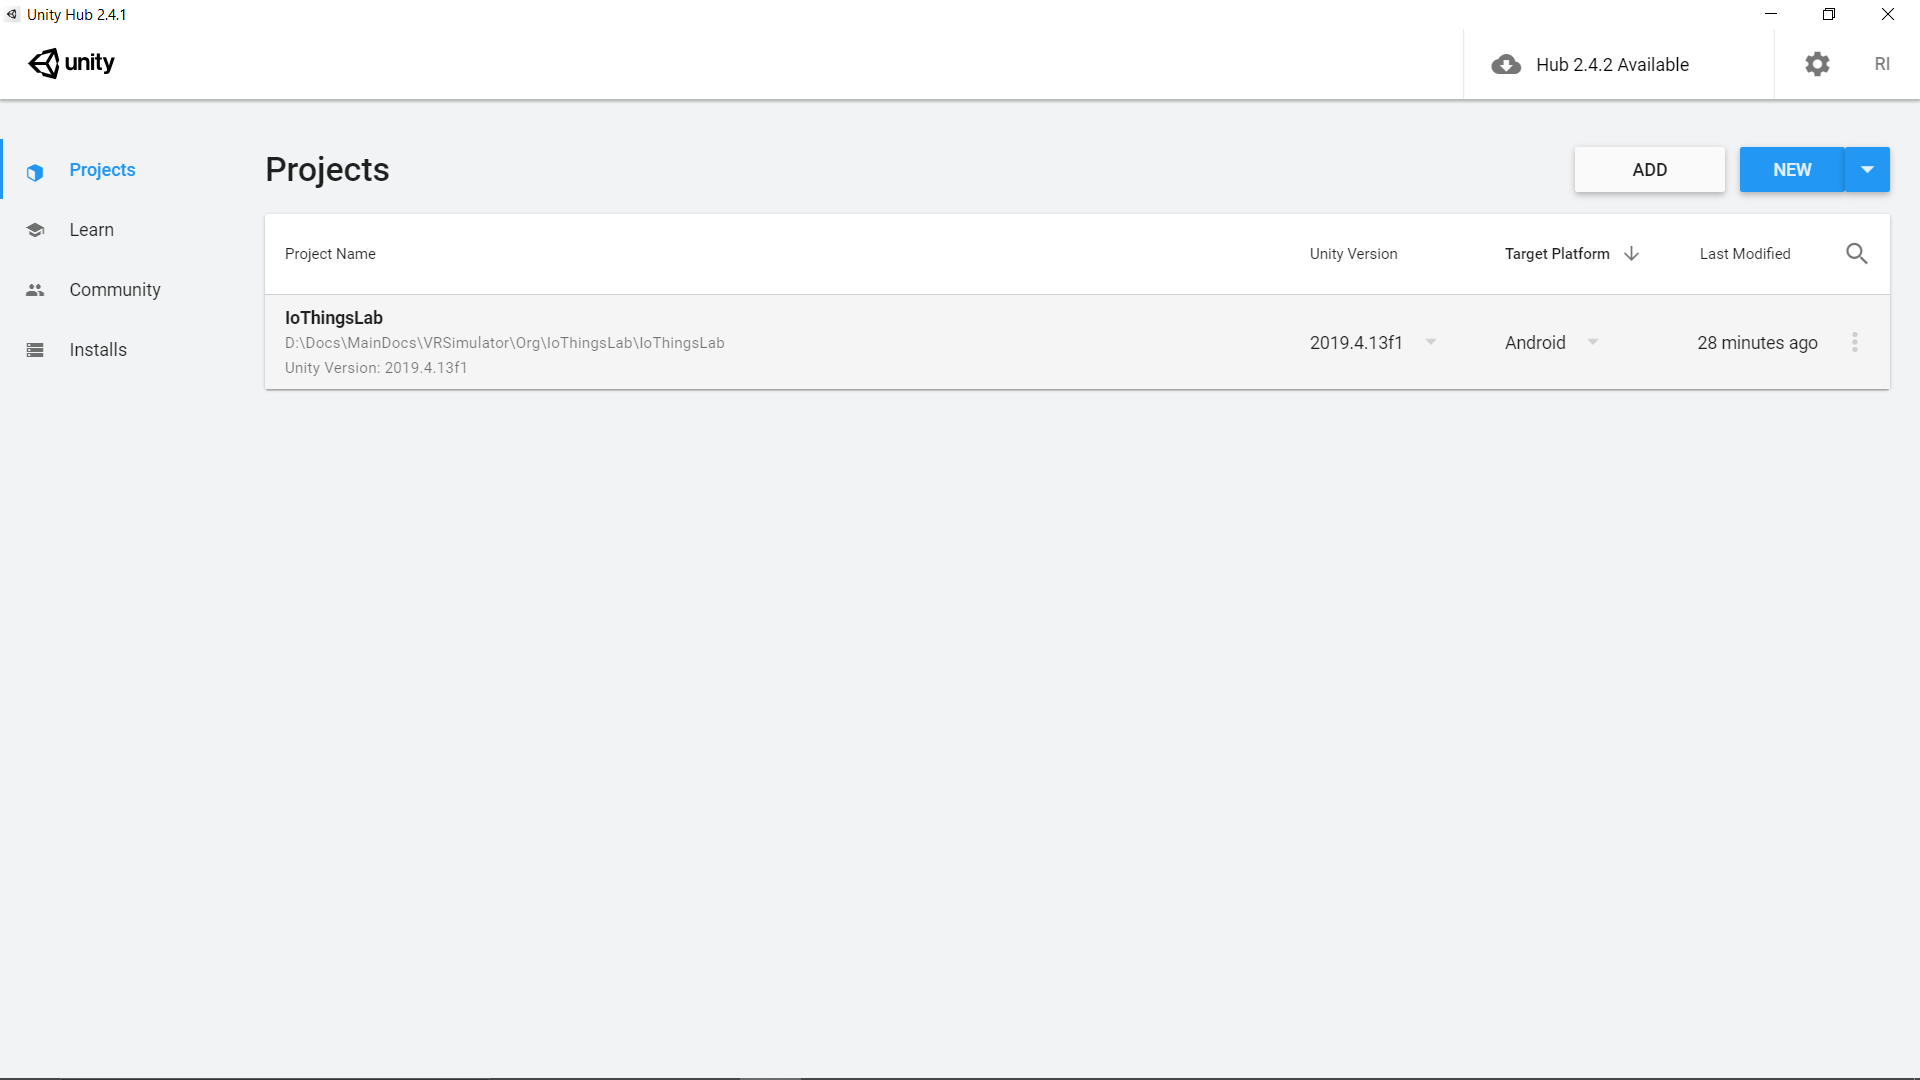 Unity Hub 2.4.1
unity
Hub 2.4.2 Available
RI
Projects
Learn
Community
Installs
Projects
ADD
NEW
Project Name
Unity Version
Target Platform
Last Modified
IoThingsLab
D:\Docs\MainDocs\VRSimulator\Org\IoThingsLab\IoThingsLab
Unity Version: 2019.4.13f1
2019.4.13f1
Android
28 minutes ago